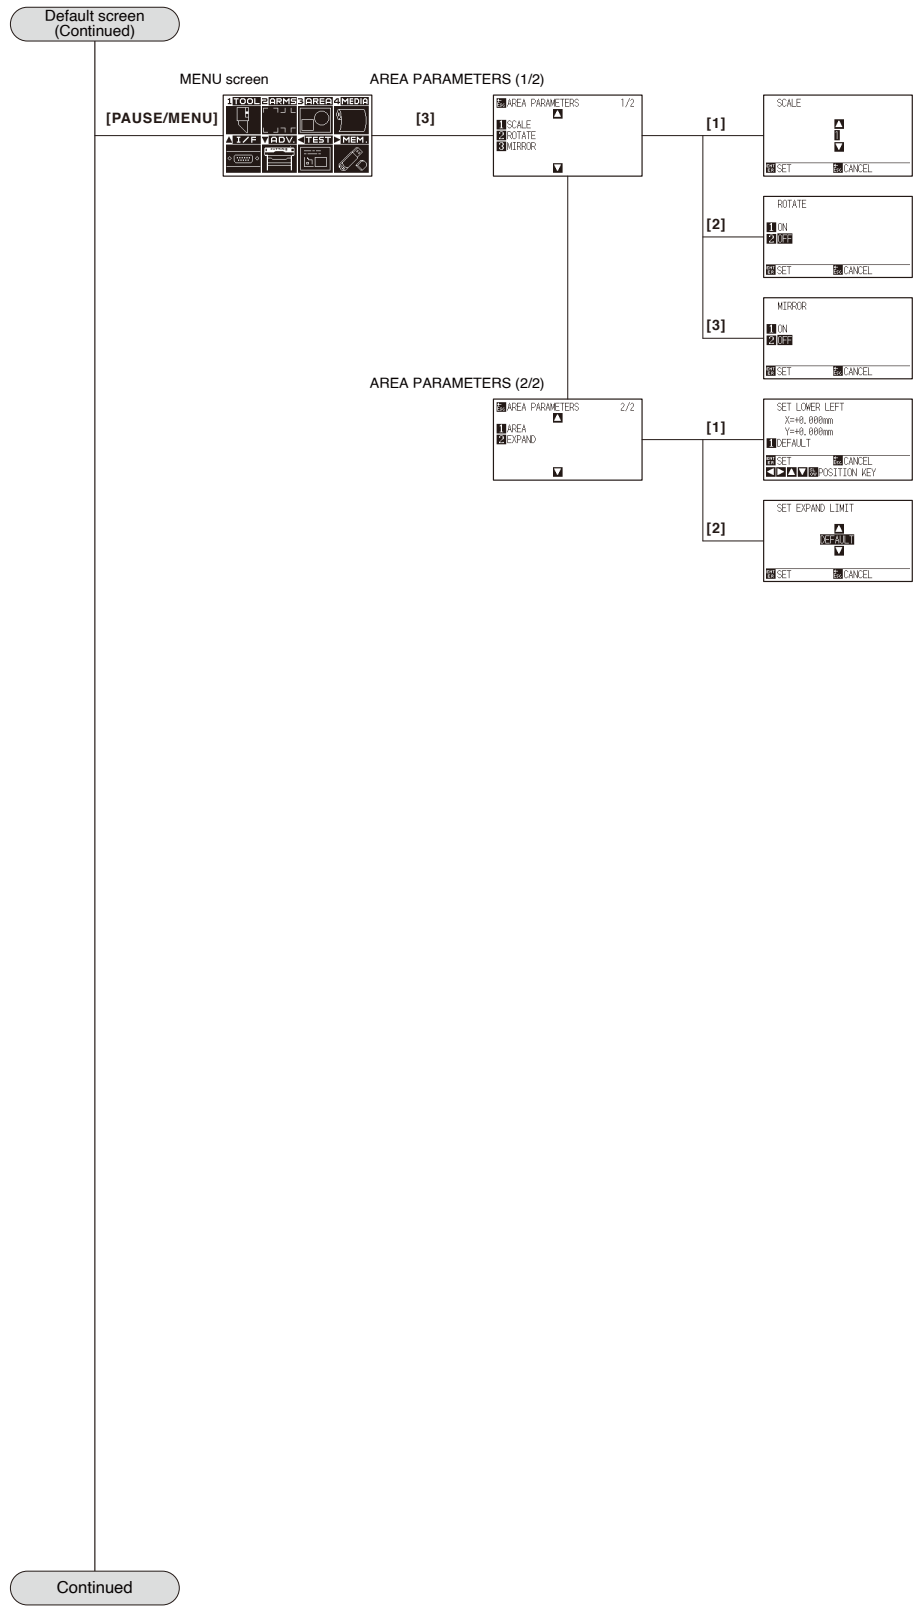 Default screen
(Continued)
MENU screen
AREA PARAMETERS (1/2)
[PAUSE/MENU]
1TOOL 2ARMS 3AREA 4MEDIA
▲I/F ▼ADV. ◀TEST ▶MEM.
[3]
AREA PARAMETERS 1/2
▲
1 SCALE
2 ROTATE
3 MIRROR
▼
[1]
SCALE
▲
1
▼
SET CANCEL
[2]
ROTATE
1 ON
2 OFF
SET CANCEL
[3]
MIRROR
1 ON
2 OFF
SET CANCEL
AREA PARAMETERS (2/2)
AREA PARAMETERS 2/2
▲
1 AREA
2 EXPAND
▼
[1]
SET LOWER LEFT
X=+0.000mm
Y=+0.000mm
1 DEFAULT
SET CANCEL
◀▶▲▼ POSITION KEY
[2]
SET EXPAND LIMIT
▲
DEFAULT
▼
SET CANCEL
Continued